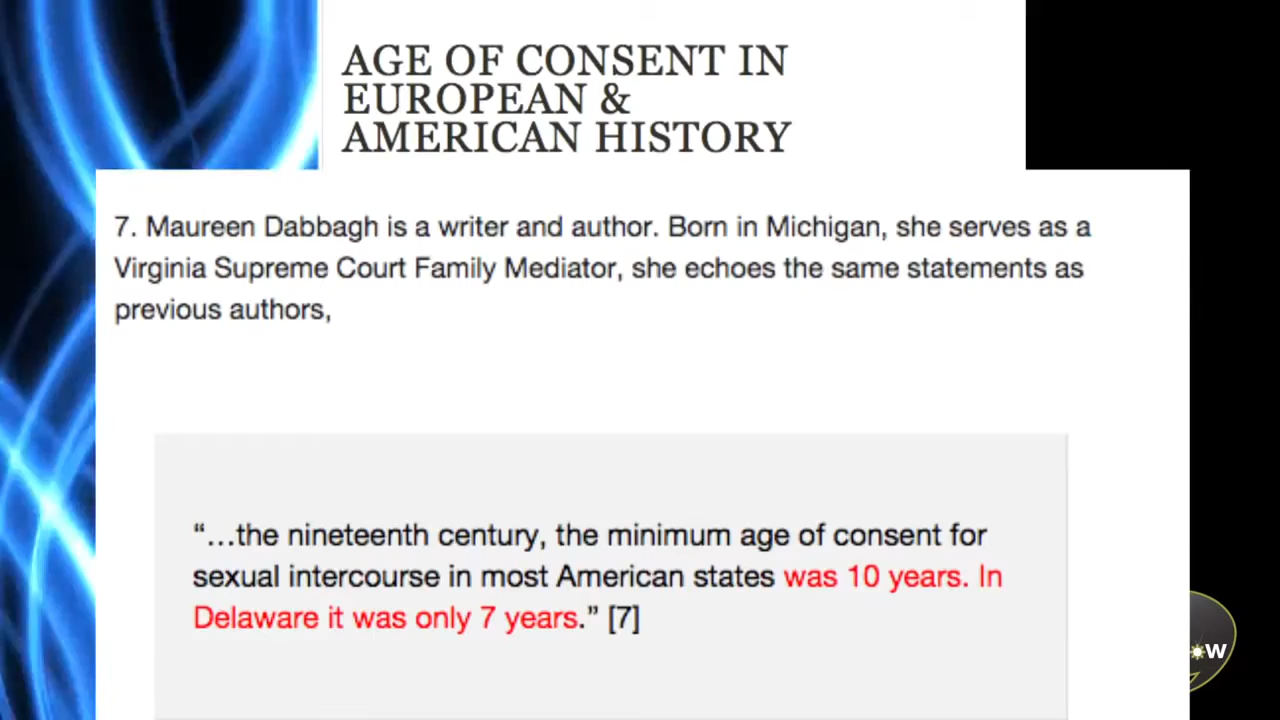 AGE OF CONSENT IN
EUROPEAN &
AMERICAN HISTORY
7. Maureen Dabbagh is a writer and author. Born in Michigan, she serves as a
Virginia Supreme Court Family Mediator, she echoes the same statements as
previous authors,
“…the nineteenth century, the minimum age of consent for
sexual intercourse in most American states was 10 years. In
Delaware it was only 7 years.” [7]